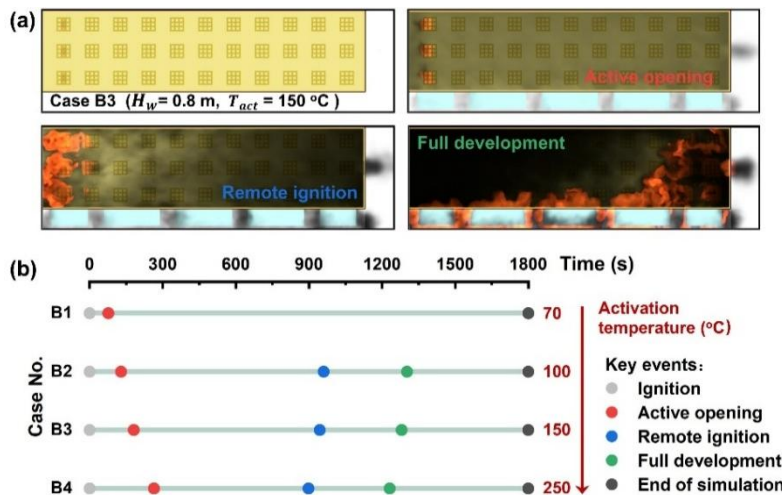 (a)
Case B3 (H_W = 0.8 m, T_act = 150 °C)
Active opening
Remote ignition
Full development
(b)
0 300 600 900 1200 1500 1800 Time (s)
B1 70
B2 100
B3 150
B4 250
Case No.
Activation
temperature (°C)
Key events:
Ignition
Active opening
Remote ignition
Full development
End of simulation